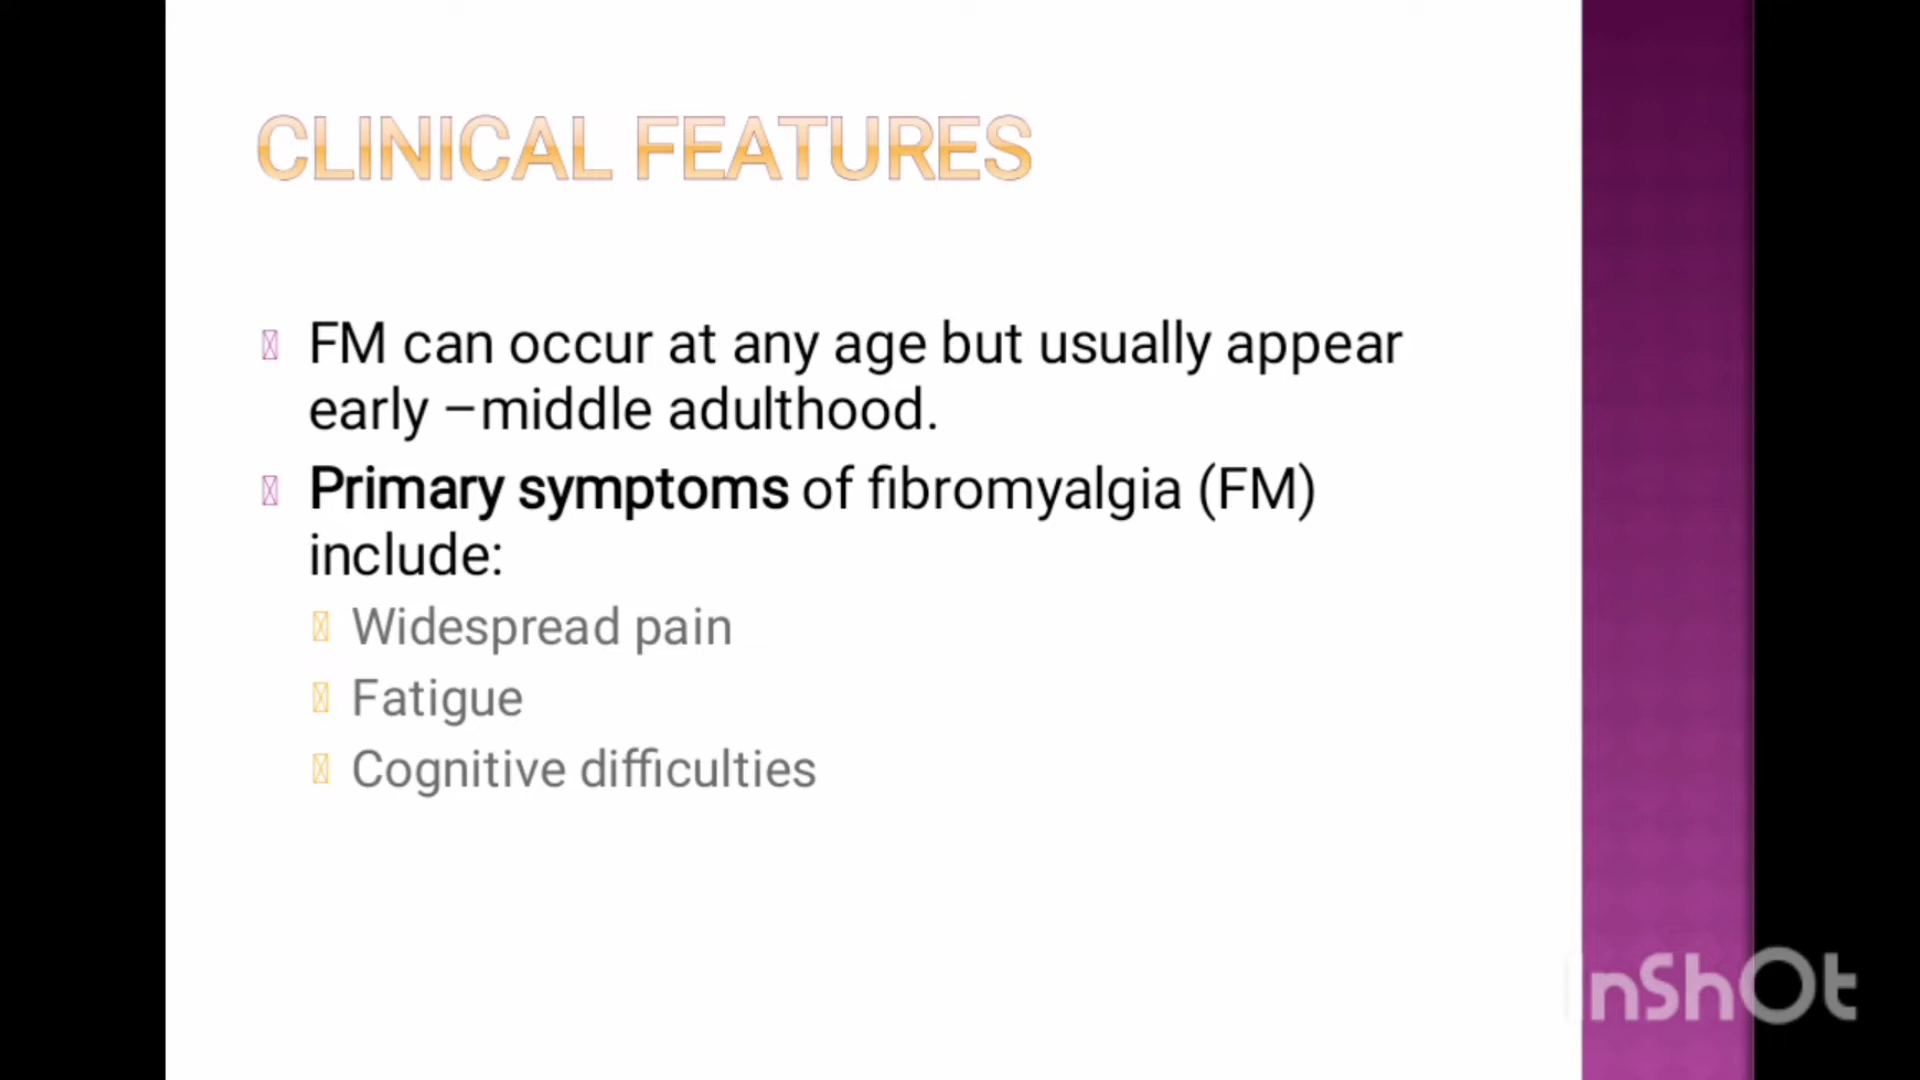 CLINICAL FEATURES
FM can occur at any age but usually appear
early –middle adulthood.
Primary symptoms of fibromyalgia (FM)
include:
Widespread pain
Fatigue
Cognitive difficulties
InShOt